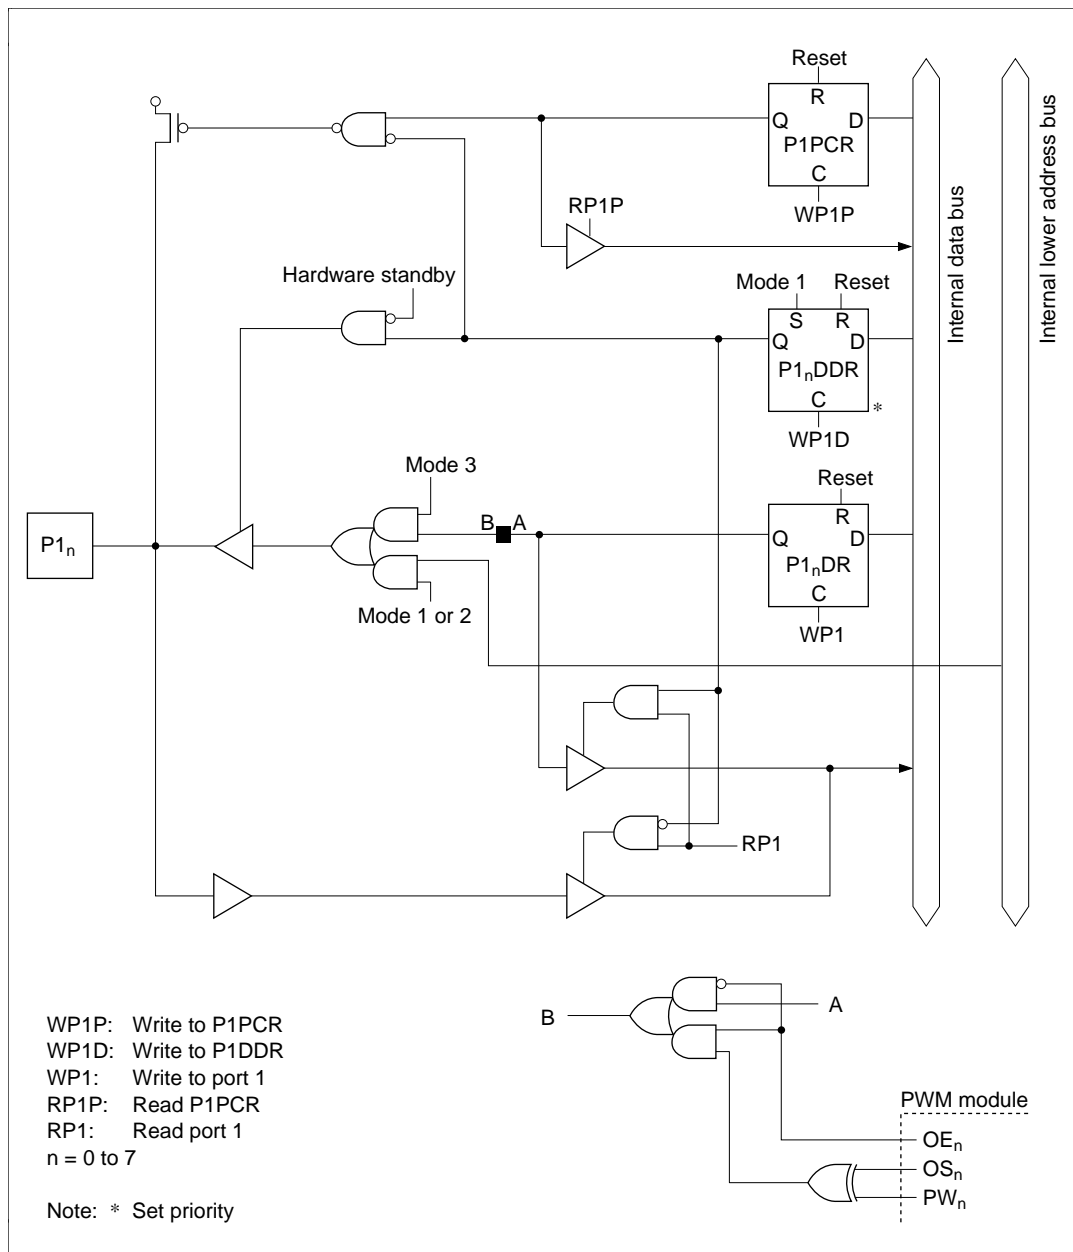 Reset
R
Q D
P1PCR
C
WP1P
RP1P
Internal data bus
Internal lower address bus
Hardware standby
Mode 1 Reset
S R
Q D
P1nDDR
C
*
WP1D
Mode 3
Reset
B A
R
Q D
P1n
P1nDR
C
Mode 1 or 2
WP1
RP1
B
A
WP1P: Write to P1PCR
WP1D: Write to P1DDR
WP1: Write to port 1
RP1P: Read P1PCR
RP1: Read port 1
n = 0 to 7
Note: * Set priority
PWM module
OEn
OSn
PWn